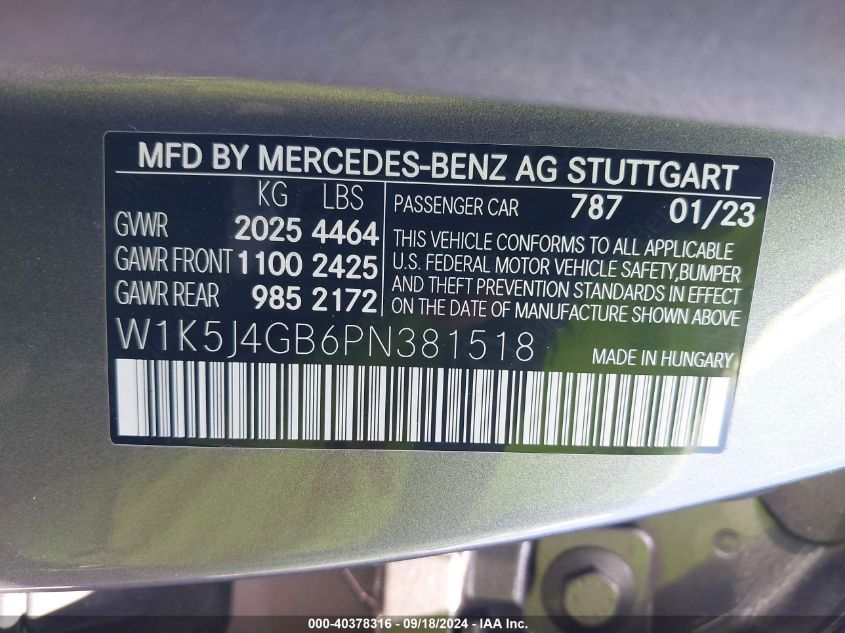 MFD BY MERCEDES-BENZ AG STUTTGART
KG LBS
GVWR 2025 4464
GAWR FRONT 1100 2425
GAWR REAR 985 2172
PASSENGER CAR 787 01/23
THIS VEHICLE CONFORMS TO ALL APPLICABLE
U.S. FEDERAL MOTOR VEHICLE SAFETY, BUMPER
AND THEFT PREVENTION STANDARDS IN EFFECT
ON THE DATE OF MANUFACTURE SHOWN ABOVE
W1K5J4GB6PN381518
MADE IN HUNGARY
000-40378316 - 09/18/2024 - IAA Inc.